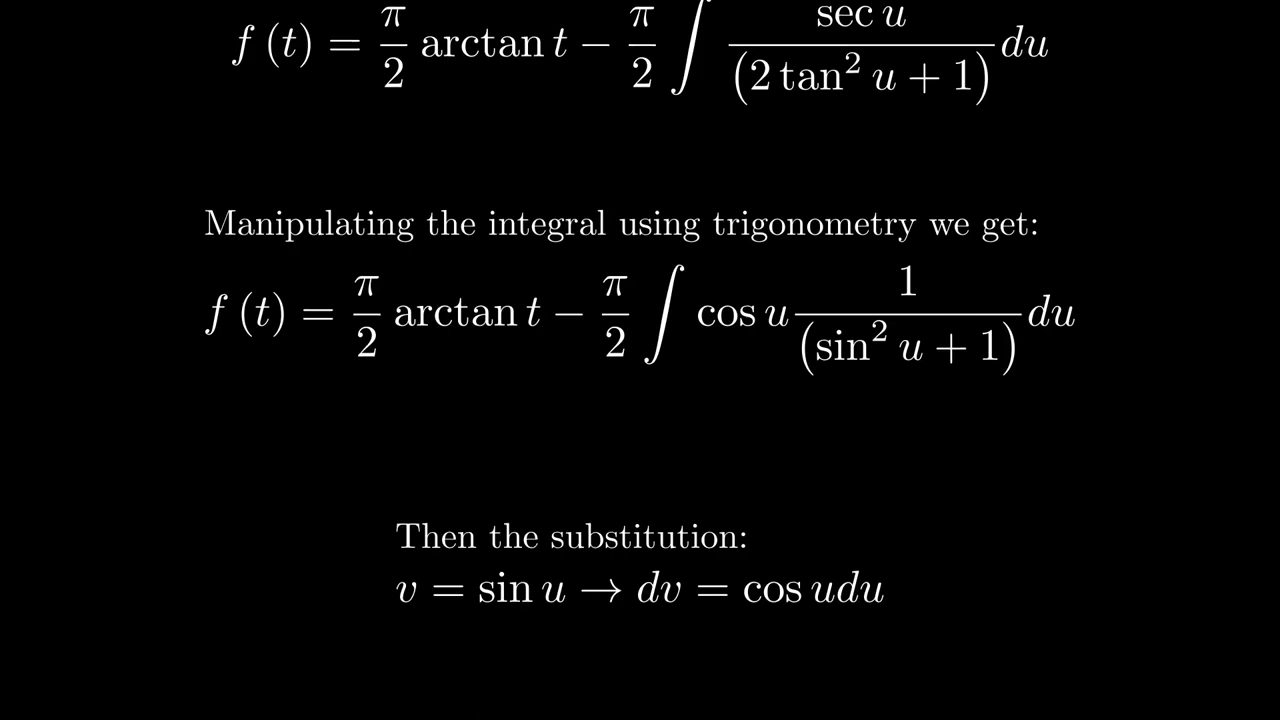 f (t) = π/2 arctan t − π/2 ∫ sec u/(2 tan² u + 1) du
Manipulating the integral using trigonometry we get:
f (t) = π/2 arctan t − π/2 ∫ cos u 1/(sin² u + 1) du
Then the substitution:
v = sin u → dv = cos udu